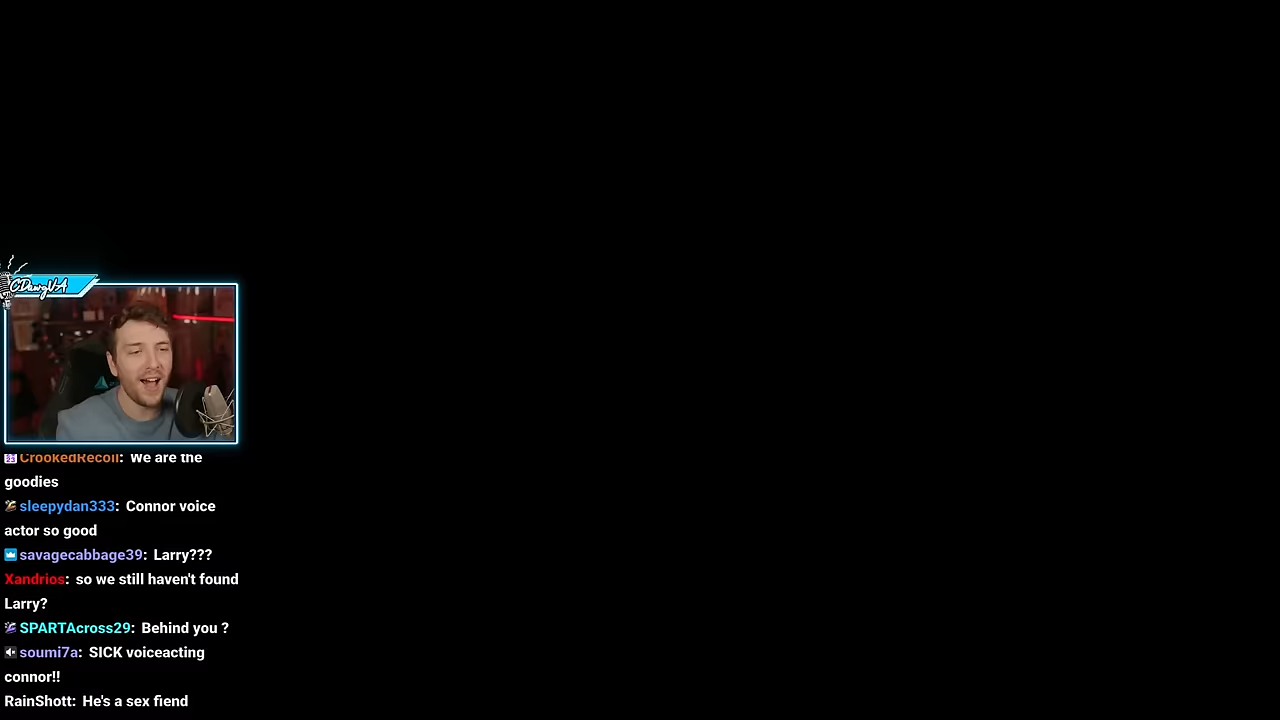 CDawgVA
CrookedRecoil: We are the
goodies
sleepydan333: Connor voice
actor so good
savagecabbage39: Larry???
Xandrios: so we still haven't found
Larry?
SPARTAcross29: Behind you ?
soumi7a: SICK voiceacting
connor!!
RainShott: He's a sex fiend